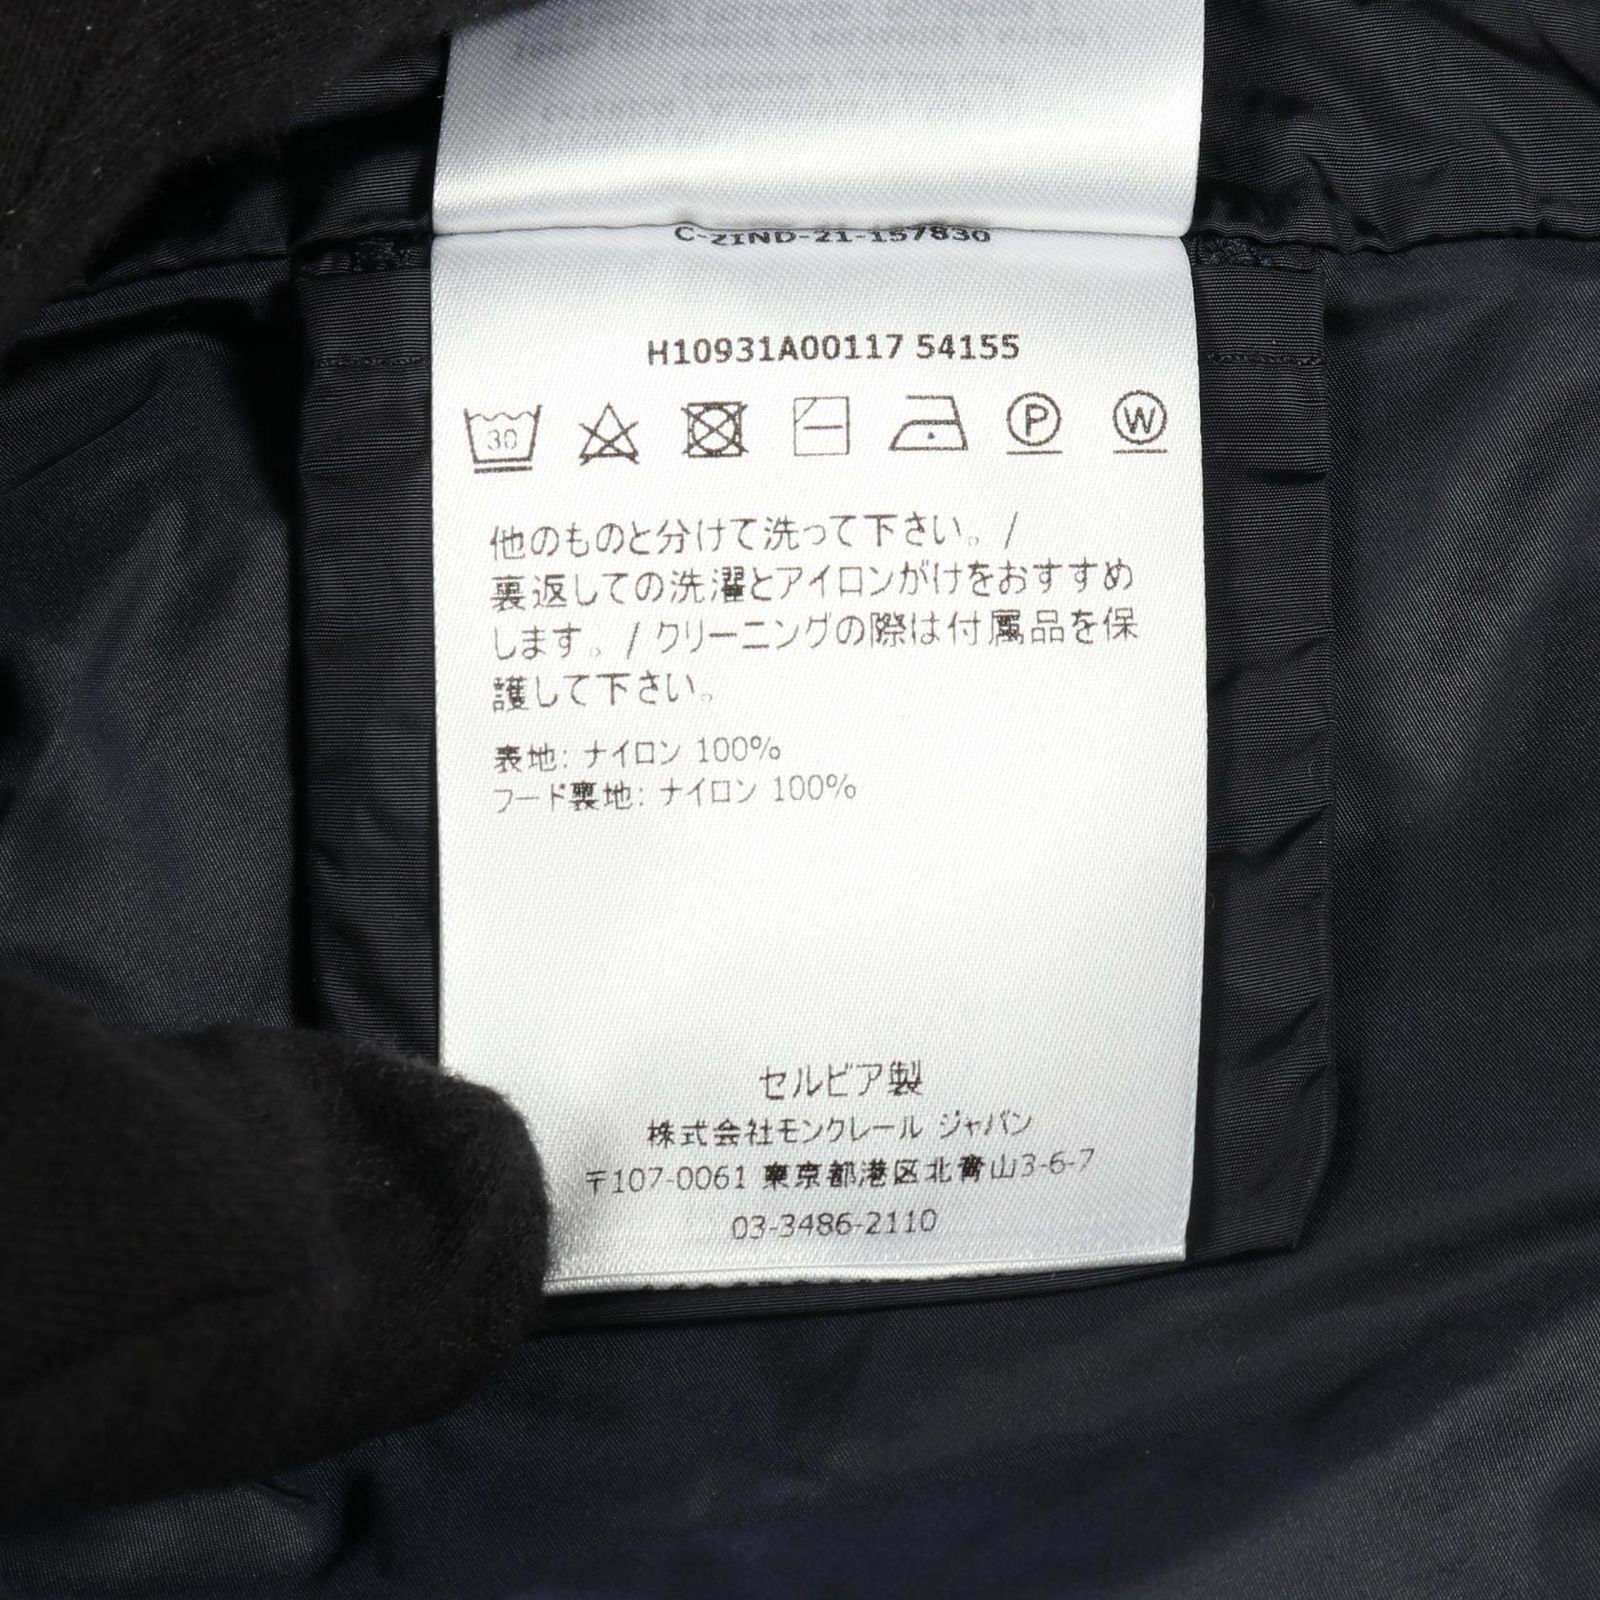 C-ZIND-21-157830
H10931A00117 54155
30 P W
他のものと分けて洗って下さい。/
裏返しての洗濯とアイロンがけをおすすめ
します。/ クリーニングの際は付属品を保
護して下さい。
表地: ナイロン 100%
フード裏地: ナイロン 100%
セルビア製
株式会社モンクレール ジャパン
〒107-0061 東京都港区北青山3-6-7
03-3486-2110